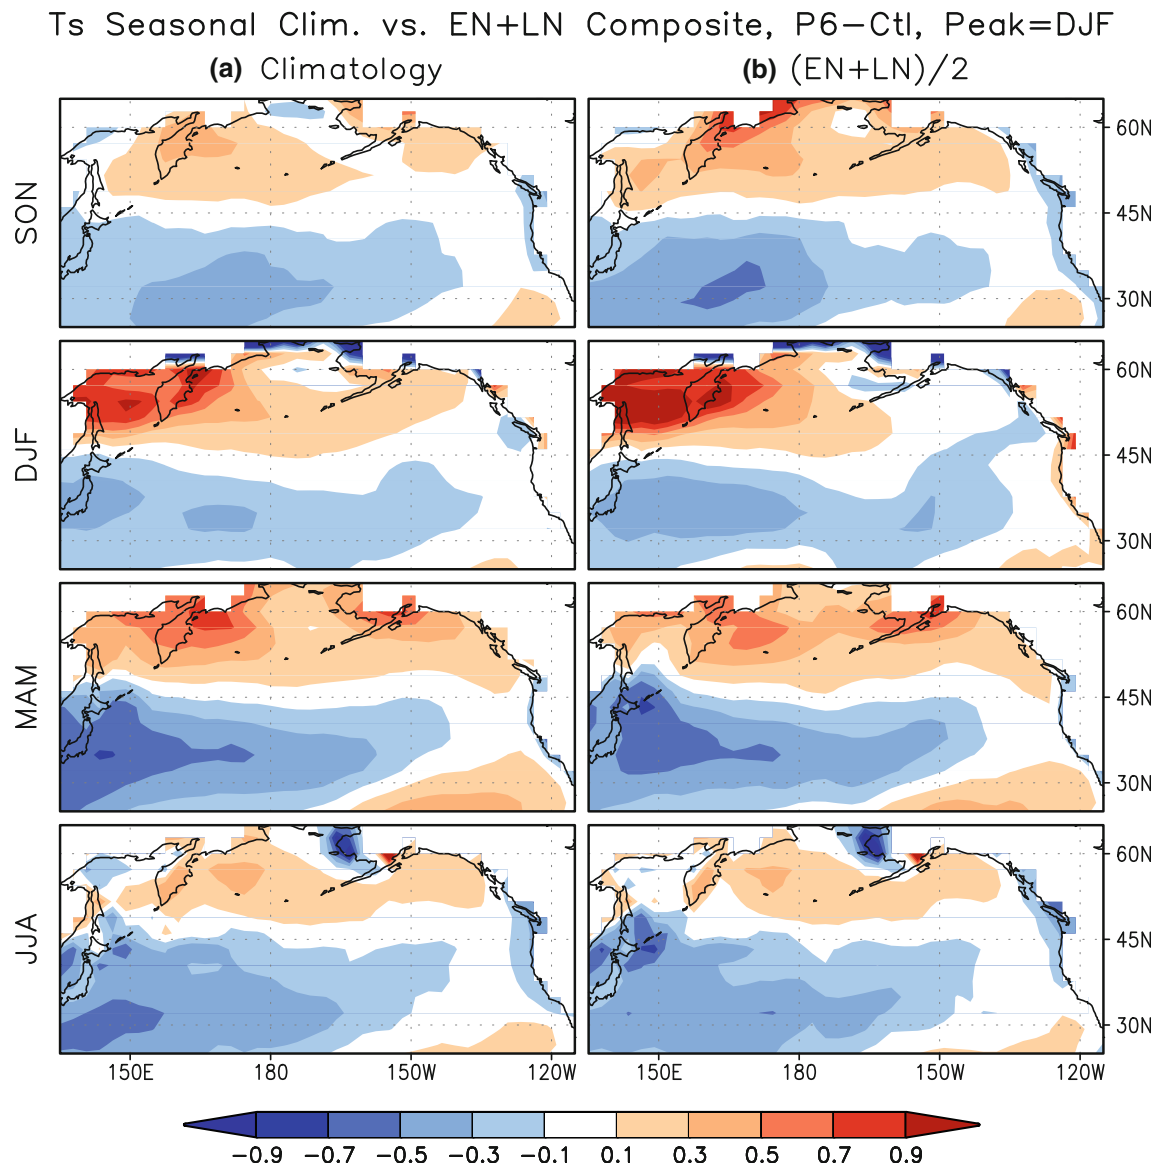 Ts Seasonal Clim. vs. EN+LN Composite, P6−Ctl, Peak=DJF
(a) Climatology
(b) (EN+LN)/2
SON
60N
45N
30N
DJF
60N
45N
30N
MAM
60N
45N
30N
JJA
60N
45N
30N
150E 180 150W 120W
150E 180 150W 120W
−0.9 −0.7 −0.5 −0.3 −0.1 0.1 0.3 0.5 0.7 0.9